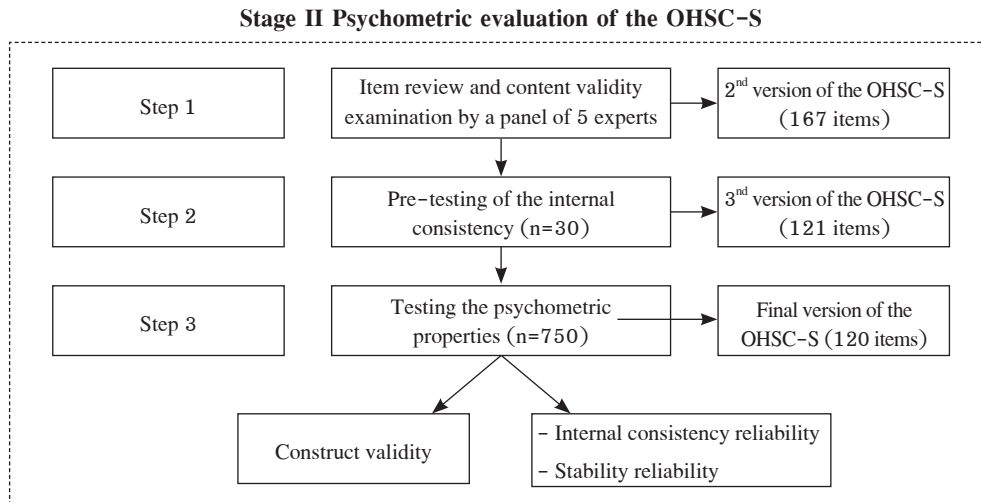 Stage II Psychometric evaluation of the OHSC-S
Step 1
Item review and content validity
examination by a panel of 5 experts
2nd version of the OHSC-S
(167 items)
Step 2
Pre-testing of the internal
consistency (n=30)
3nd version of the OHSC-S
(121 items)
Step 3
Testing the psychometric
properties (n=750)
Final version of the
OHSC-S (120 items)
Construct validity
- Internal consistency reliability
- Stability reliability